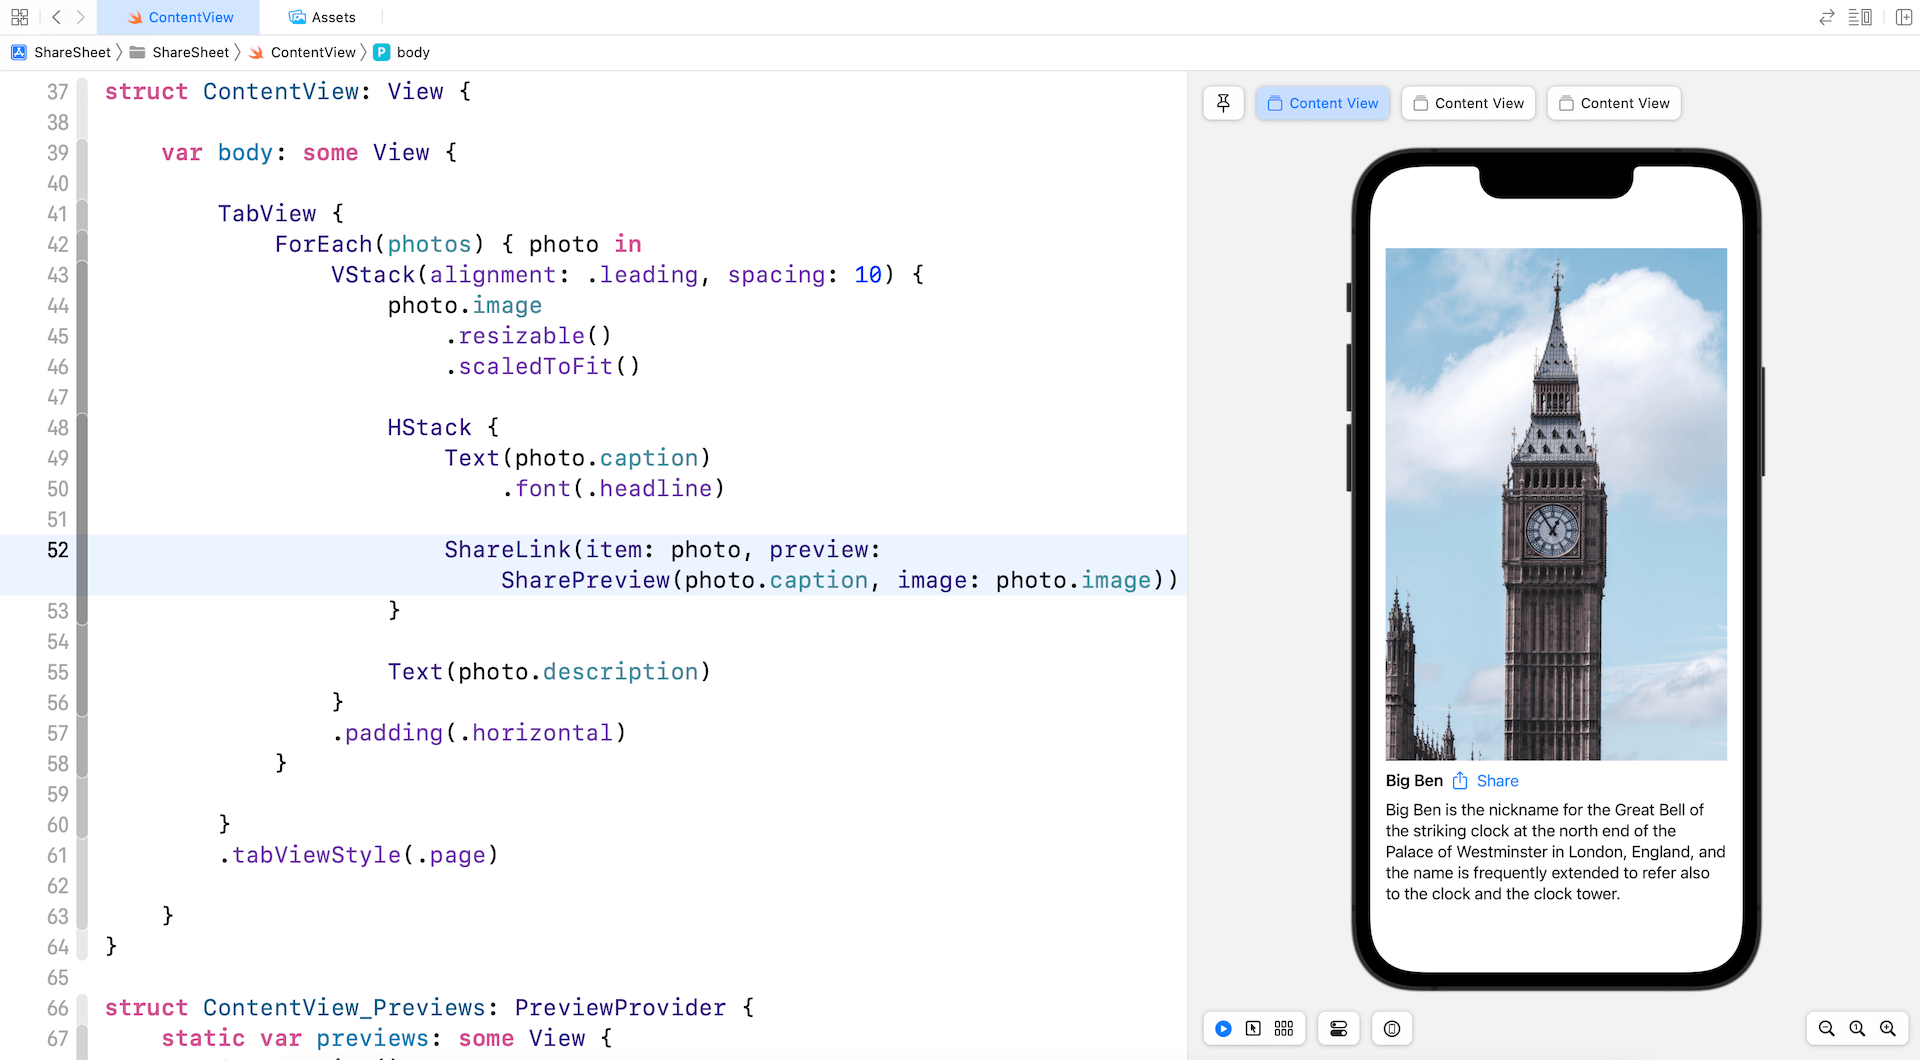 ContentView
Assets
ShareSheet
ShareSheet
ContentView
P
body
37 struct ContentView: View {
38
39 var body: some View {
40
41 TabView {
42 ForEach(photos) { photo in
43 VStack(alignment: .leading, spacing: 10) {
44 photo.image
45 .resizable()
46 .scaledToFit()
47
48 HStack {
49 Text(photo.caption)
50 .font(.headline)
51
52 ShareLink(item: photo, preview:
SharePreview(photo.caption, image: photo.image))
53 }
54
55 Text(photo.description)
56 }
57 .padding(.horizontal)
58 }
59
60 }
61 .tabViewStyle(.page)
62
63 }
64 }
65
66 struct ContentView_Previews: PreviewProvider {
67 static var previews: some View {
Content View
Content View
Content View
Big Ben
Share
Big Ben is the nickname for the Great Bell of
the striking clock at the north end of the
Palace of Westminster in London, England, and
the name is frequently extended to refer also
to the clock and the clock tower.